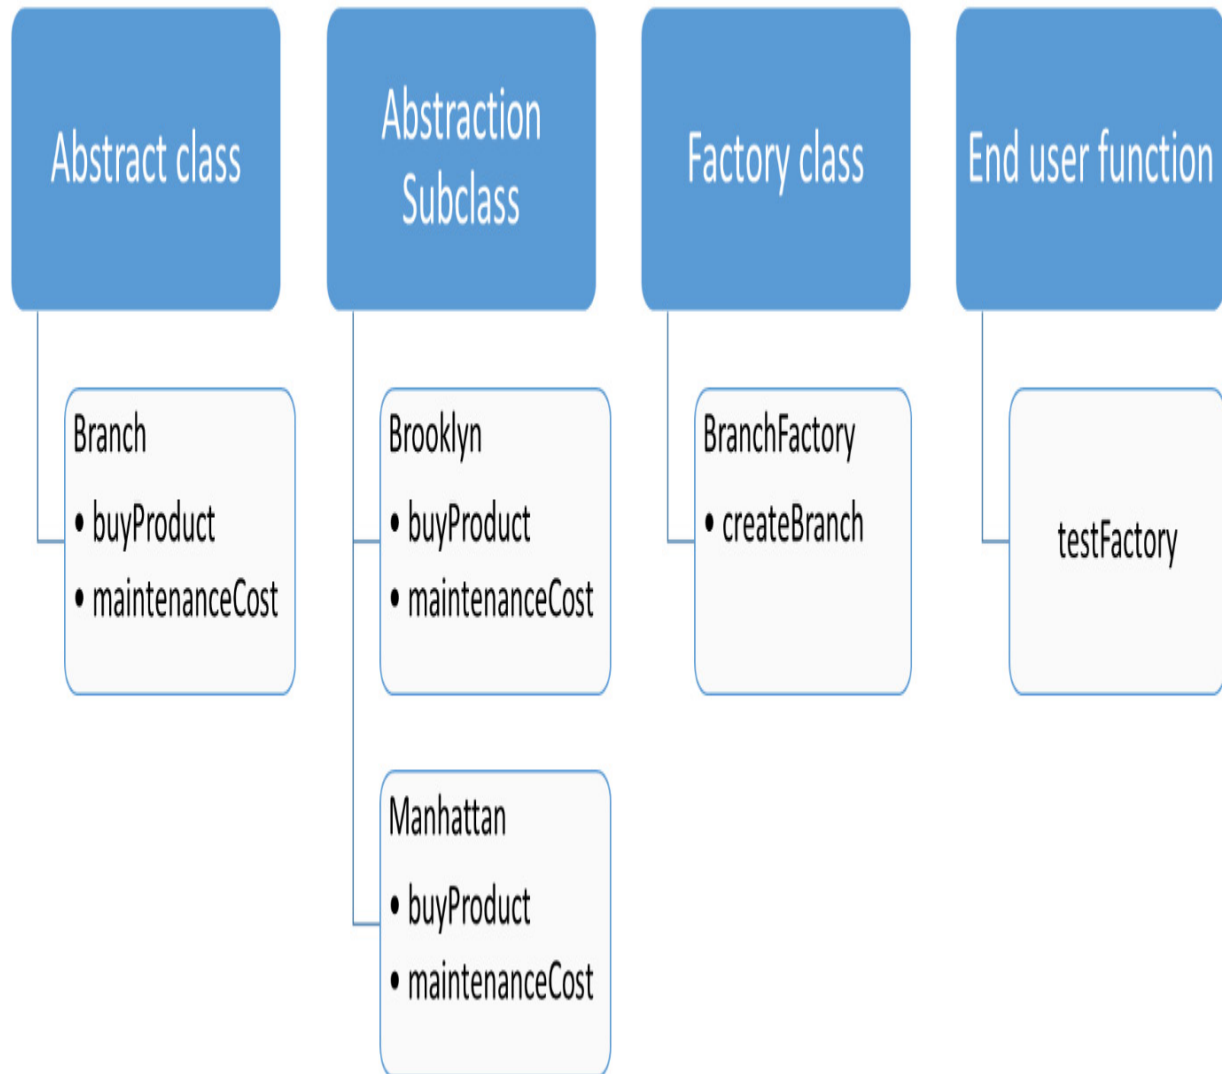 Abstract class
Abstraction
Subclass
Factory class
End user function
Branch
• buyProduct
• maintenanceCost
Brooklyn
• buyProduct
• maintenanceCost
BranchFactory
• createBranch
testFactory
Manhattan
• buyProduct
• maintenanceCost